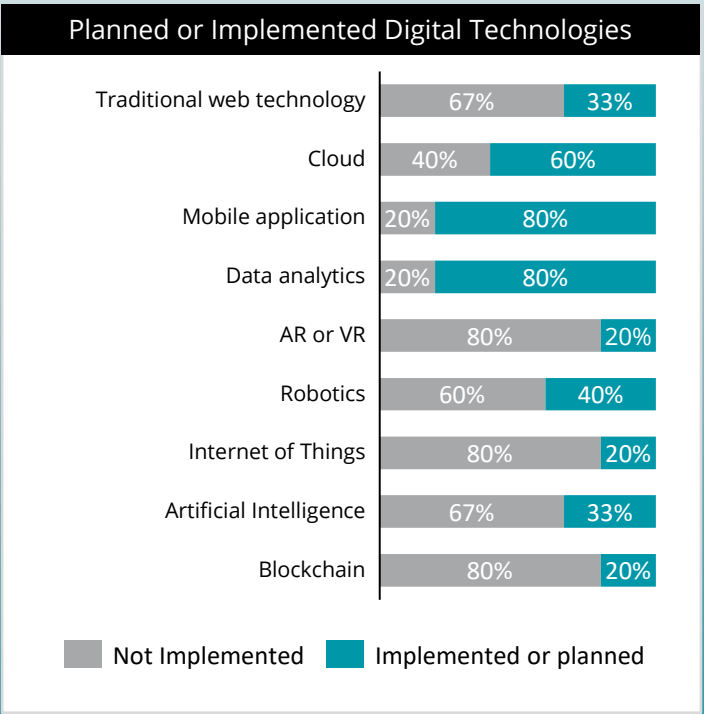 Planned or Implemented Digital Technologies
Traditional web technology 67% 33%
Cloud 40% 60%
Mobile application 20% 80%
Data analytics 20% 80%
AR or VR 80% 20%
Robotics 60% 40%
Internet of Things 80% 20%
Artificial Intelligence 67% 33%
Blockchain 80% 20%
Not Implemented Implemented or planned